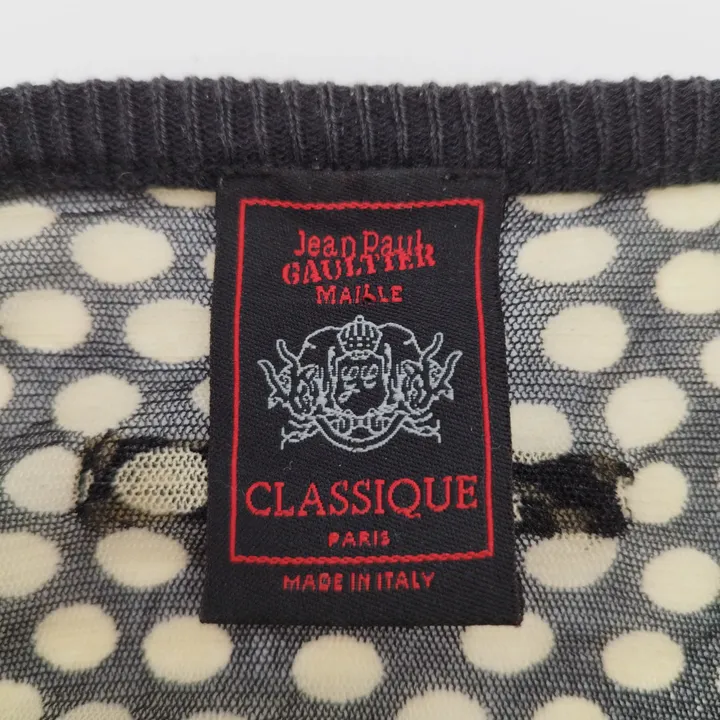 Jean Paul
GAULTIER
MAILLE
CLASSIQUE
PARIS
MADE IN ITALY